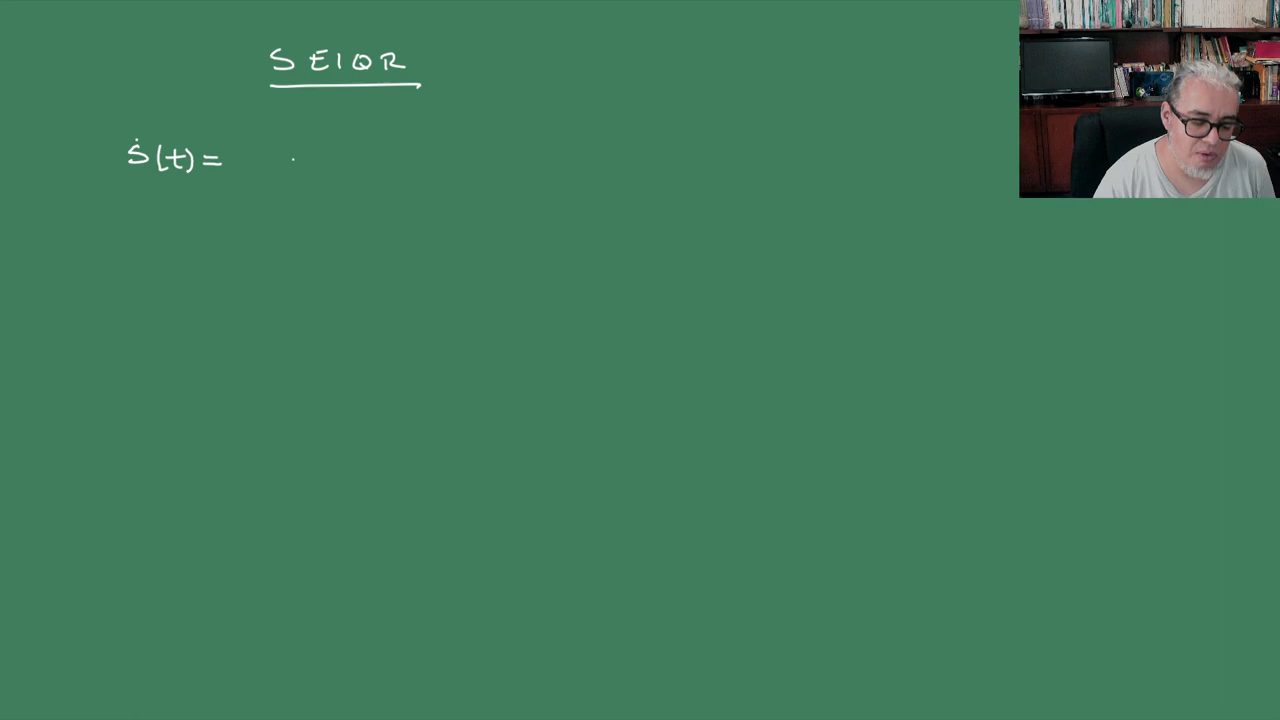 SEIQR
Ṡ(t) =